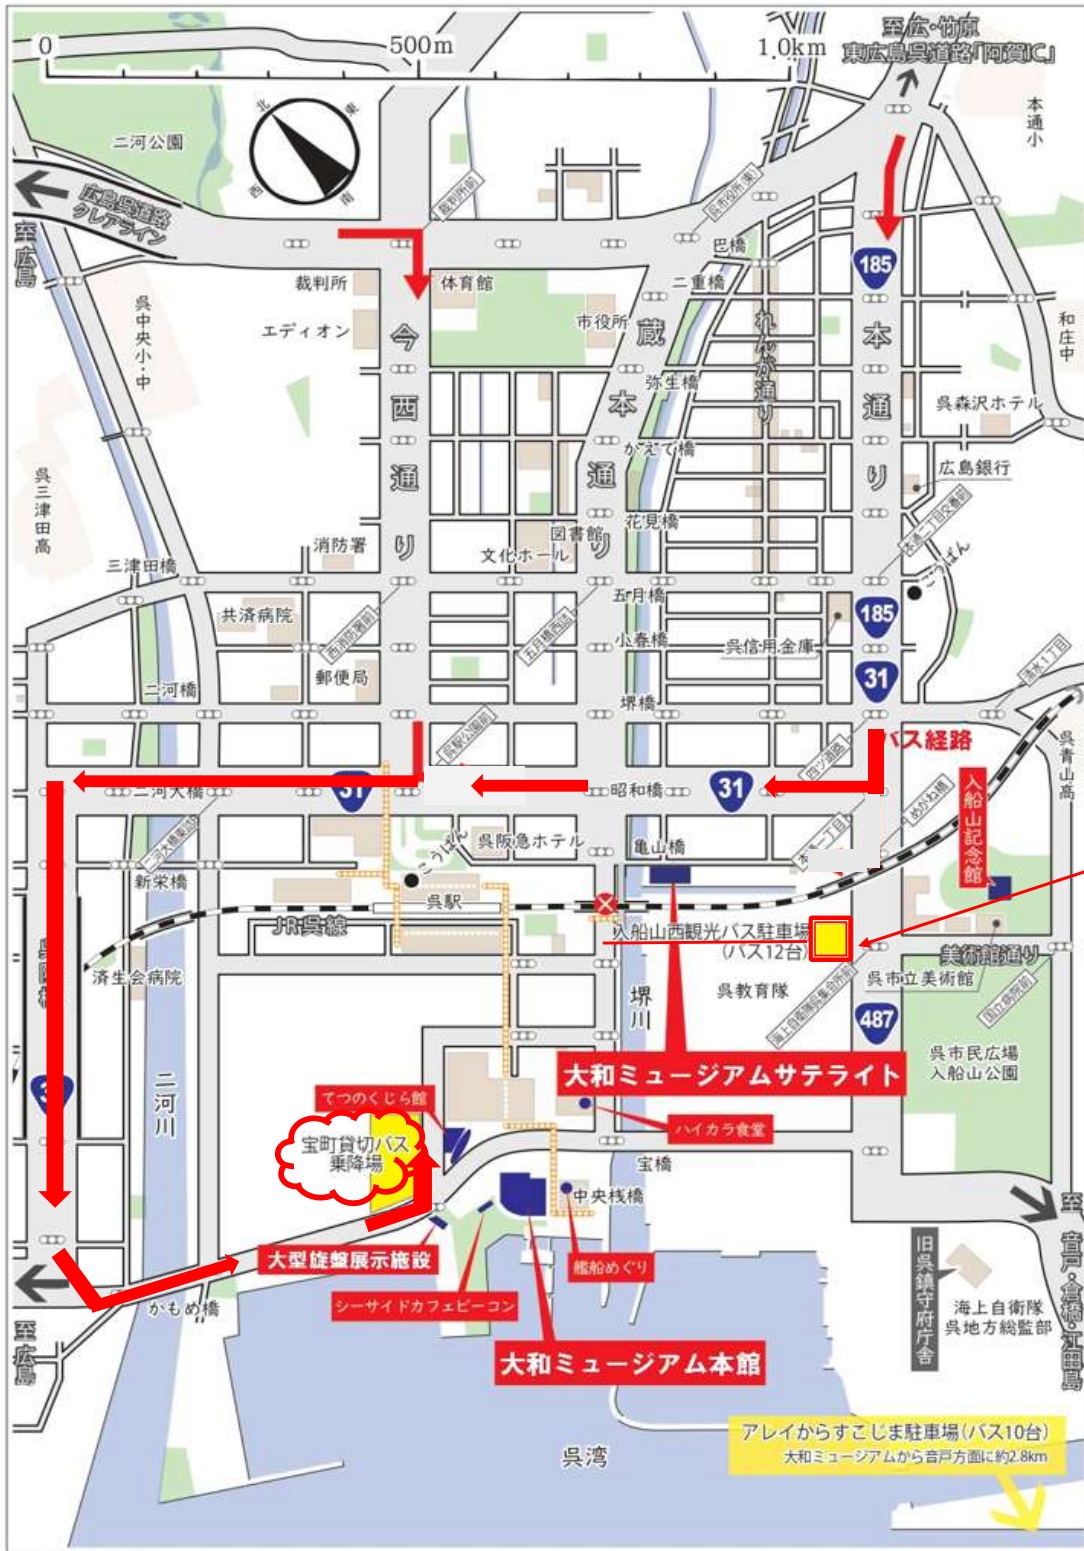 0
500m
1.0km
至広・竹原
東広島呉道路「阿賀IC」
北
東
西
南
二河公園
本通小
広島呉道路
クレアライン
至広島
裁判所前
呉市役所(東)
巴橋
二重橋
185
裁判所
体育館
エディオン
市役所
呉中央小・中
今西通り
蔵本通り
れんが通り
本通り
和庄中
弥生橋
呉森沢ホテル
かえで橋
広島銀行
呉三津田高
花見橋
図書館
文化ホール
消防署
本通二丁目交番前
こうばん
三津田橋
五月橋
共済病院
西消防署前
五月橋西詰
185
小春橋
呉信用金庫
郵便局
31
清水1丁目
二河橋
堺橋
呉駅公園前
四ツ道路
バス経路
呉青山高
二河大橋
31
昭和橋
31
めがね橋
入船山記念館
二河大橋東詰
こうばん
呉阪急ホテル
亀山橋
本通一丁目
新栄橋
呉駅
JR呉線
入船山西観光バス駐車場
(バス12台)
美術館通り
済生会病院
堺川
呉教育隊
海上自衛隊呉集会所前
呉市立美術館
国立病院前
487
大和ミュージアムサテライト
呉市民広場
入船山公園
二河川
てつのくじら館
ハイカラ食堂
宝町貸切バス
乗降場
宝橋
中央桟橋
大型旋盤展示施設
艦船めぐり
旧呉鎮守府庁舎
至音戸・倉橋・江田島
シーサイドカフェビーコン
かもめ橋
海上自衛隊
呉地方総監部
至広島
大和ミュージアム本館
アレイからすこじま駐車場(バス10台)
大和ミュージアムから音戸方面に約2.8km
呉湾